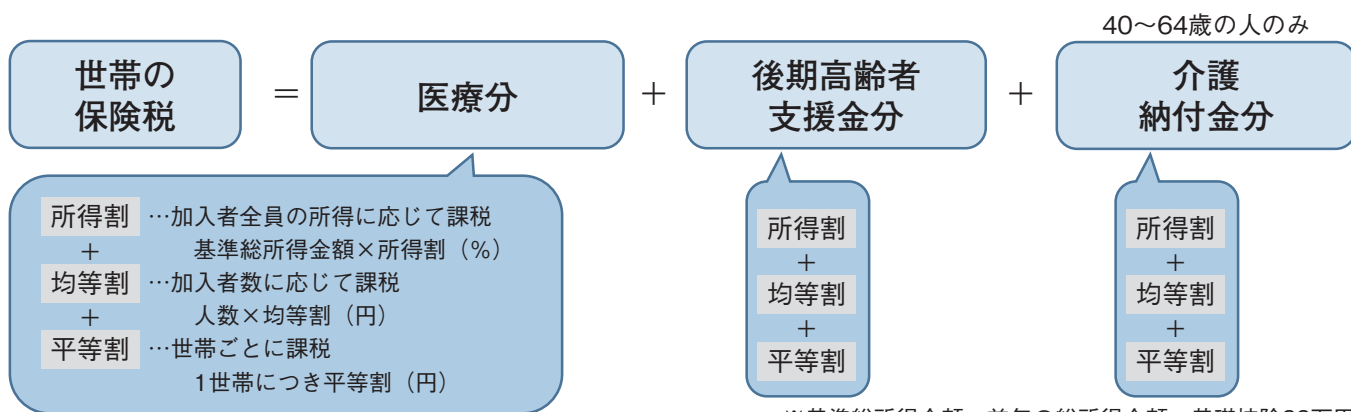 40～64歳の人のみ
世帯の
保険税
＝
医療分
＋
後期高齢者
支援金分
＋
介護
納付金分
所得割 …加入者全員の所得に応じて課税
＋ 基準総所得金額×所得割（%）
均等割 …加入者数に応じて課税
＋ 人数×均等割（円）
平等割 …世帯ごとに課税
1世帯につき平等割（円）
所得割
＋
均等割
＋
平等割
所得割
＋
均等割
＋
平等割